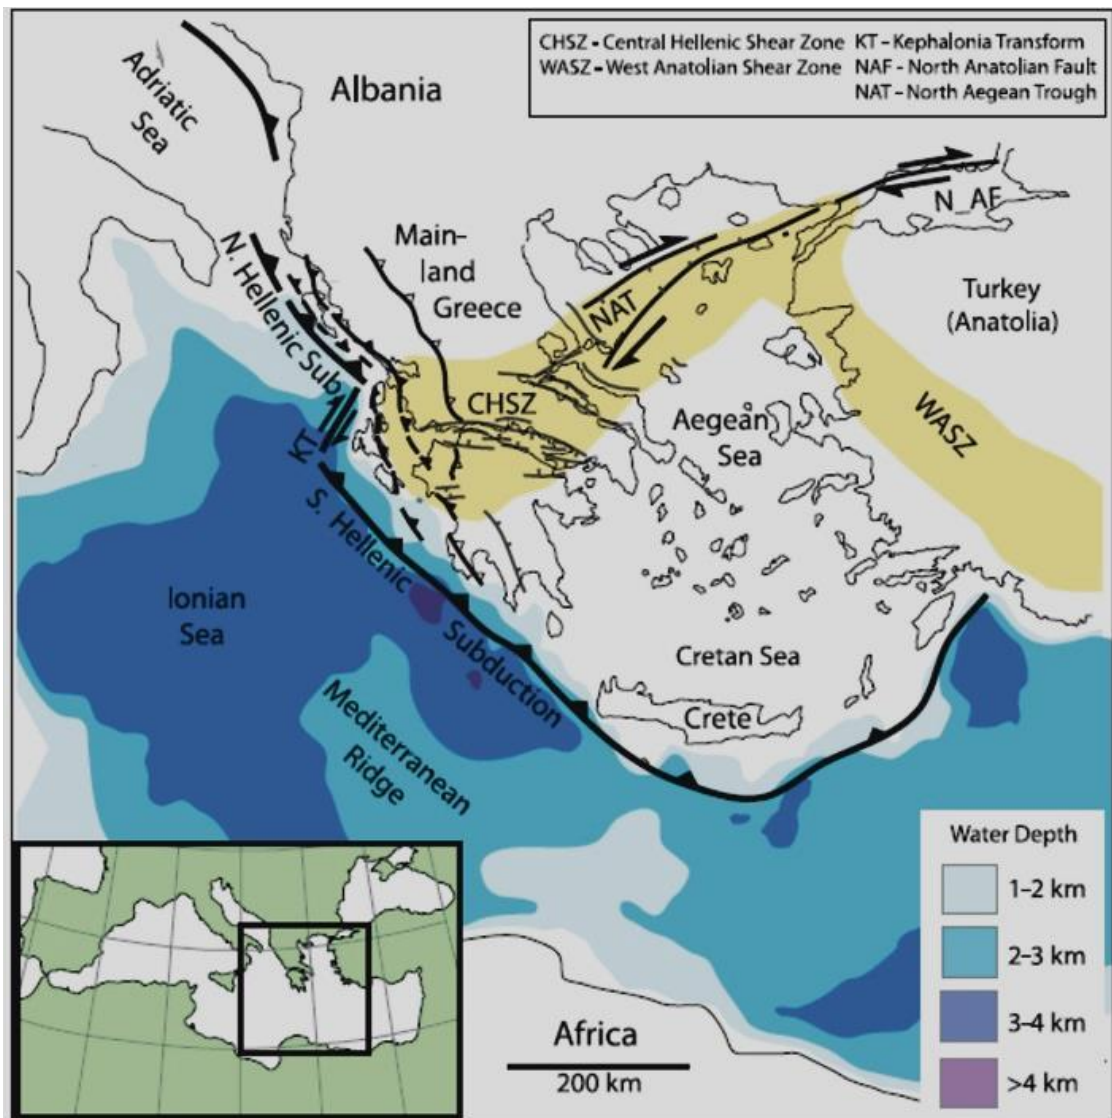 CHSZ - Central Hellenic Shear Zone
KT - Kephalonia Transform
WASZ - West Anatolian Shear Zone
NAF - North Anatolian Fault
NAT - North Aegean Trough
Adriatic
Sea
Albania
N_AF
Main-
land
Greece
N. Hellenic Sub.
NAT
Turkey
(Anatolia)
CHSZ
KT
Aegean
Sea
WASZ
S. Hellenic Subduction
Ionian
Sea
Cretan Sea
Mediterranean
Ridge
Crete
Water Depth
1-2 km
2-3 km
3-4 km
>4 km
Africa
200 km